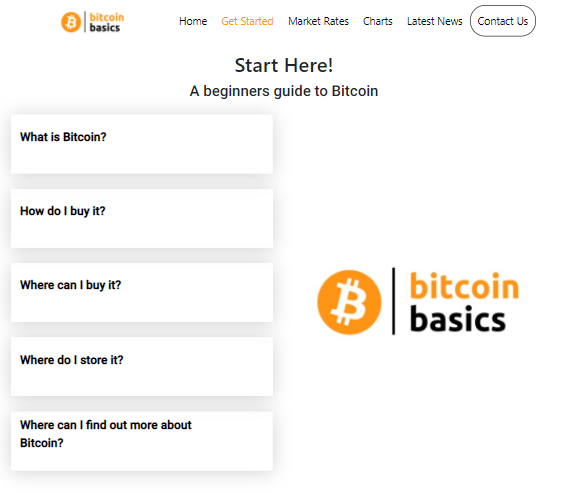 bitcoin
basics
Home Get Started Market Rates Charts Latest News Contact Us
Start Here!
A beginners guide to Bitcoin
What is Bitcoin?
How do I buy it?
Where can I buy it?
Where do I store it?
Where can I find out more about
Bitcoin?
bitcoin
basics